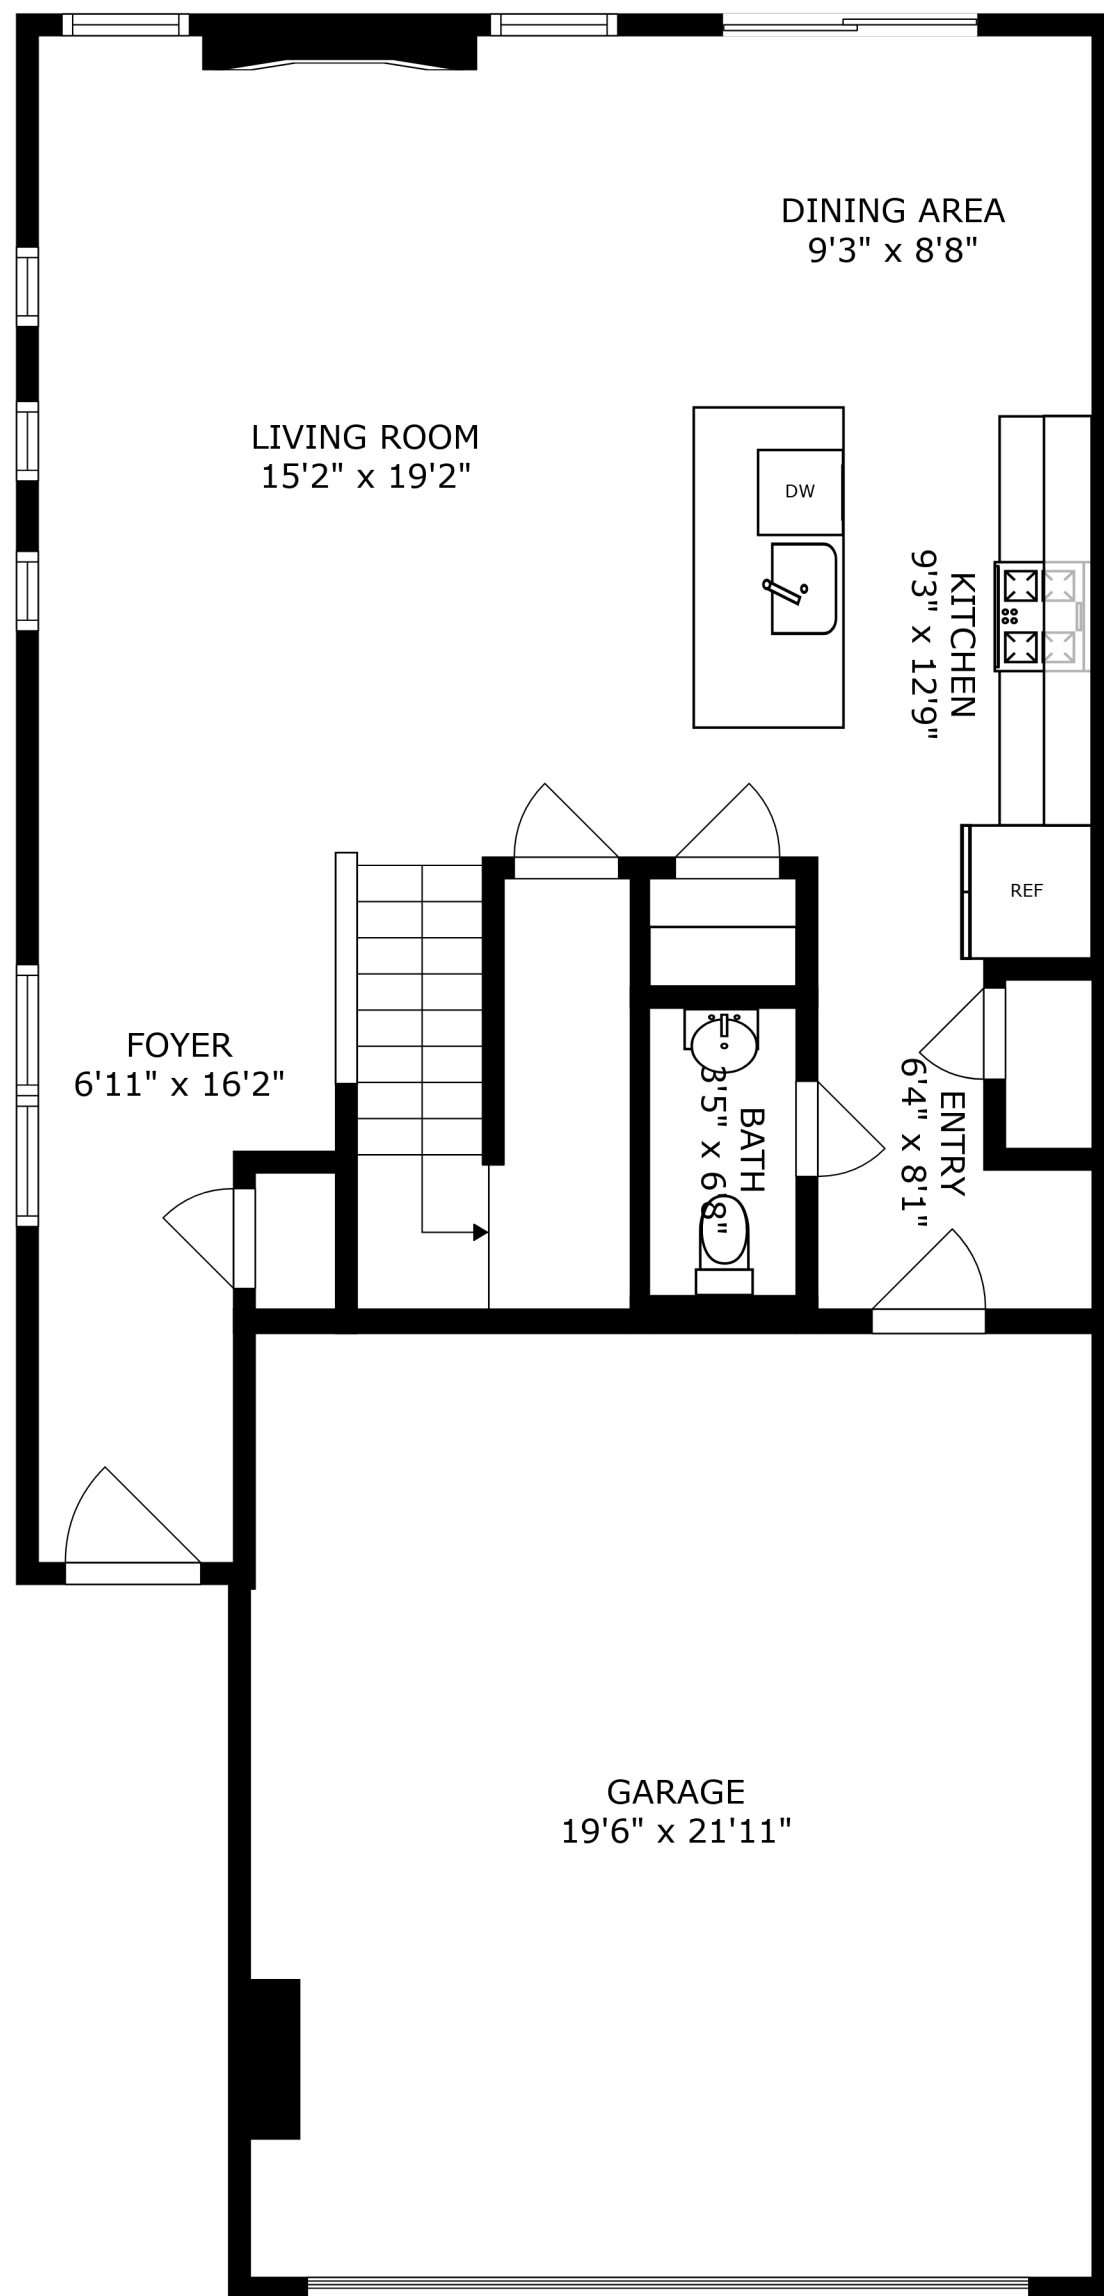 DINING AREA
9'3" x 8'8"
LIVING ROOM
15'2" x 19'2"
DW
KITCHEN
9'3" x 12'9"
REF
FOYER
6'11" x 16'2"
BATH
3'5" x 6'8"
ENTRY
6'4" x 8'1"
GARAGE
19'6" x 21'11"